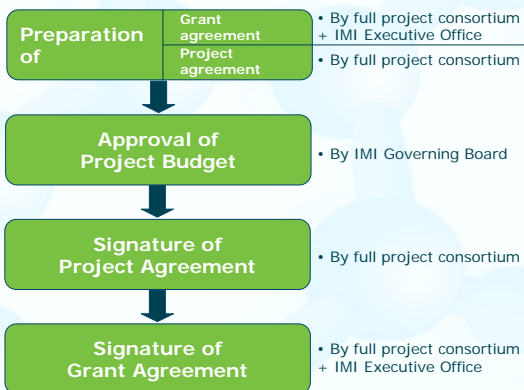 Preparation
of
Grant
agreement
• By full project consortium
+ IMI Executive Office
Project
agreement
• By full project consortium
Approval of
Project Budget
• By IMI Governing Board
Signature of
Project Agreement
• By full project consortium
Signature of
Grant Agreement
• By full project consortium
+ IMI Executive Office